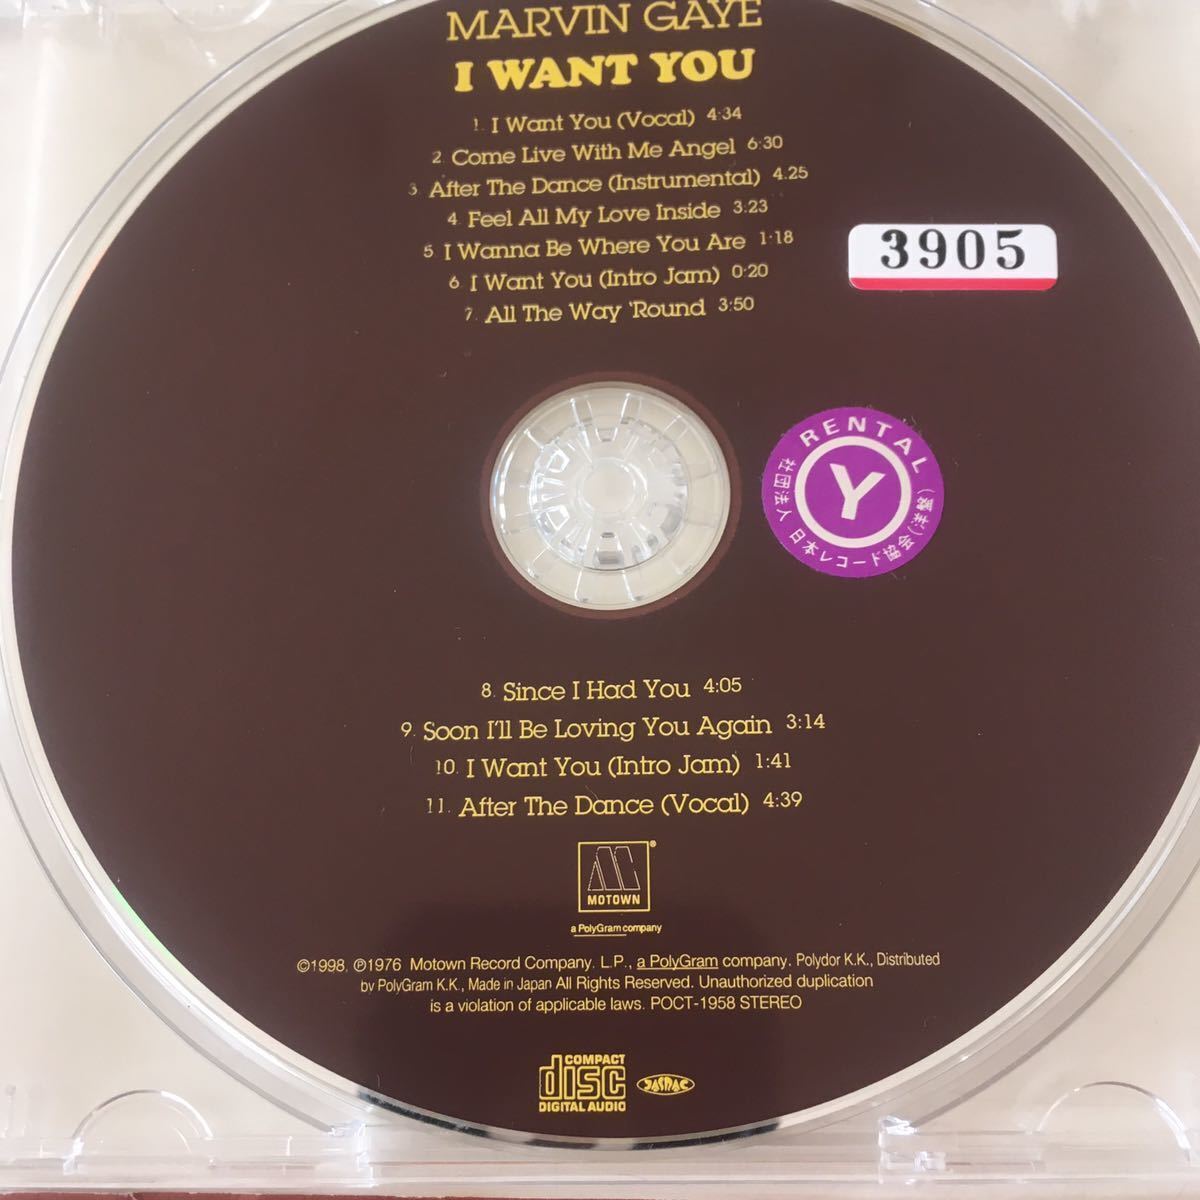 MARVIN GAYE
I WANT YOU
1. I Want You (Vocal) 4:34
2. Come Live With Me Angel 6:30
3. After The Dance (Instrumental) 4.25
4. Feel All My Love Inside 3:23
5. I Wanna Be Where You Are 1:18
6. I Want You (Intro Jam) 0:20
7. All The Way 'Round 3:50
3905
RENTAL
Y
社団法人 日本レコード協会(洋盤)
8. Since I Had You 4:05
9. Soon I'll Be Loving You Again 3:14
10. I Want You (Intro Jam) 1:41
11. After The Dance (Vocal) 4:39
MOTOWN®
a PolyGram company
©1998, ℗1976 Motown Record Company, L.P., a PolyGram company. Polydor K.K., Distributed
by PolyGram K.K., Made in Japan All Rights Reserved. Unauthorized duplication
is a violation of applicable laws. POCT-1958 STEREO
COMPACT
disc
DIGITAL AUDIO
JASRAC